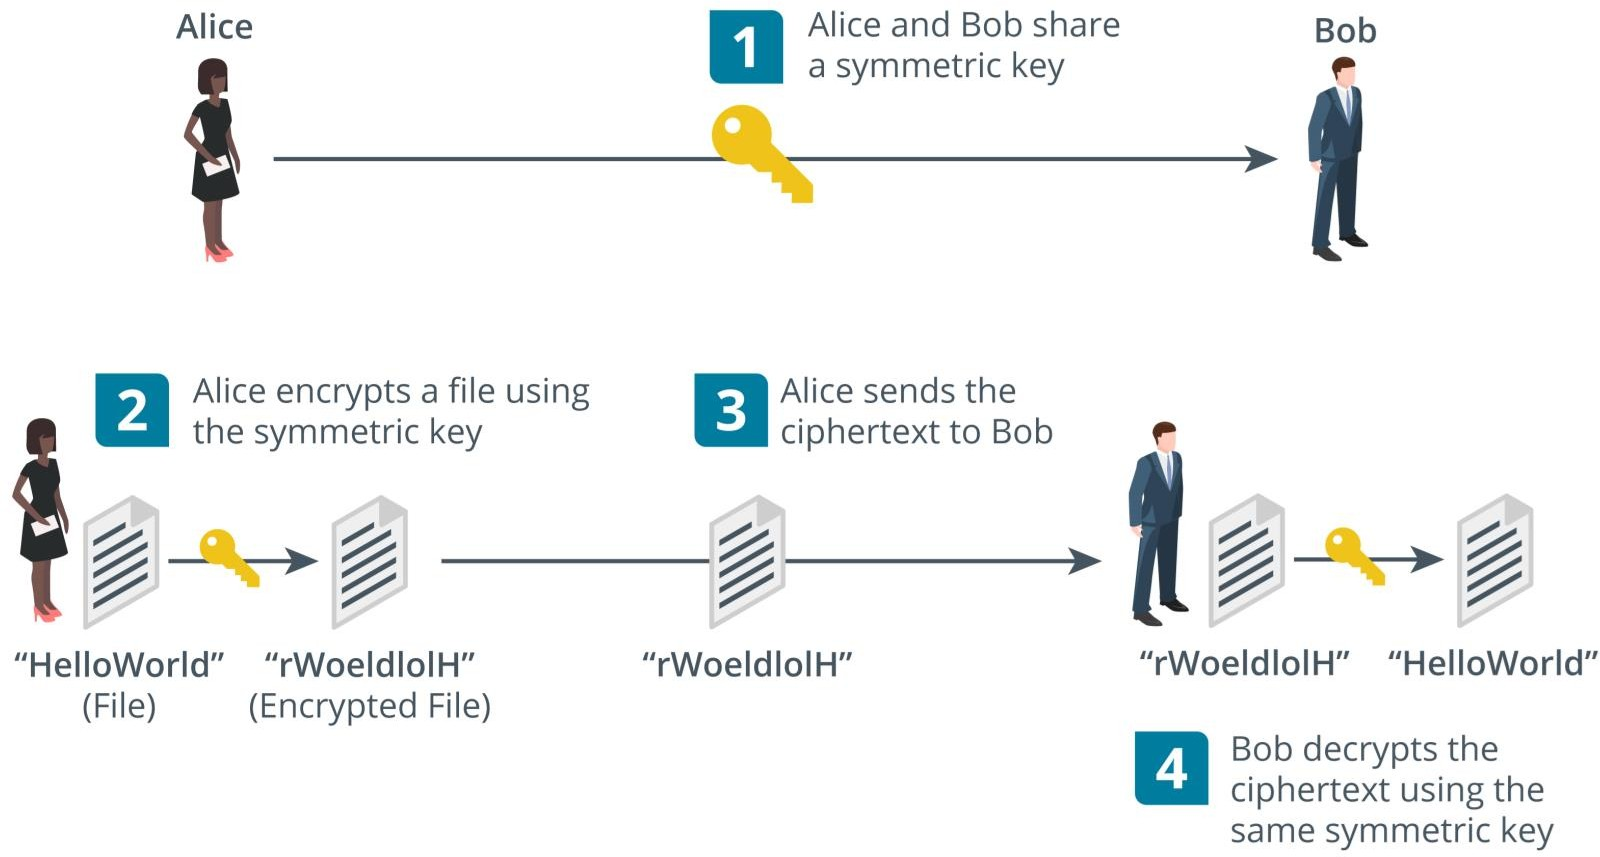 Alice
1
Alice and Bob share
a symmetric key
Bob
2
Alice encrypts a file using
the symmetric key
3
Alice sends the
ciphertext to Bob
“HelloWorld”
(File)
“rWoeldlolH”
(Encrypted File)
“rWoeldlolH”
“rWoeldlolH”
“HelloWorld”
4
Bob decrypts the
ciphertext using the
same symmetric key